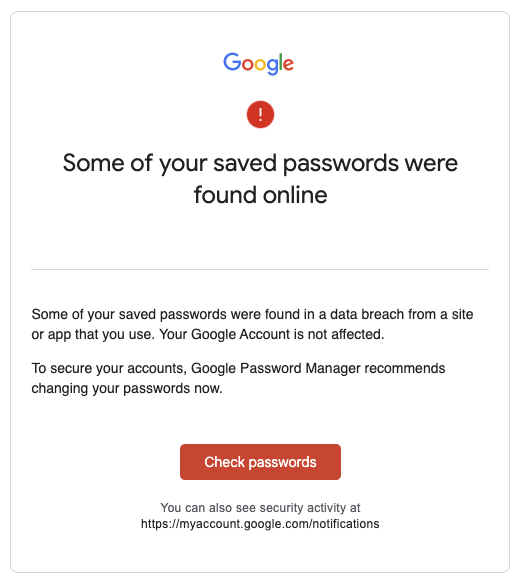 Google
!
Some of your saved passwords were
found online
Some of your saved passwords were found in a data breach from a site
or app that you use. Your Google Account is not affected.
To secure your accounts, Google Password Manager recommends
changing your passwords now.
Check passwords
You can also see security activity at
https://myaccount.google.com/notifications